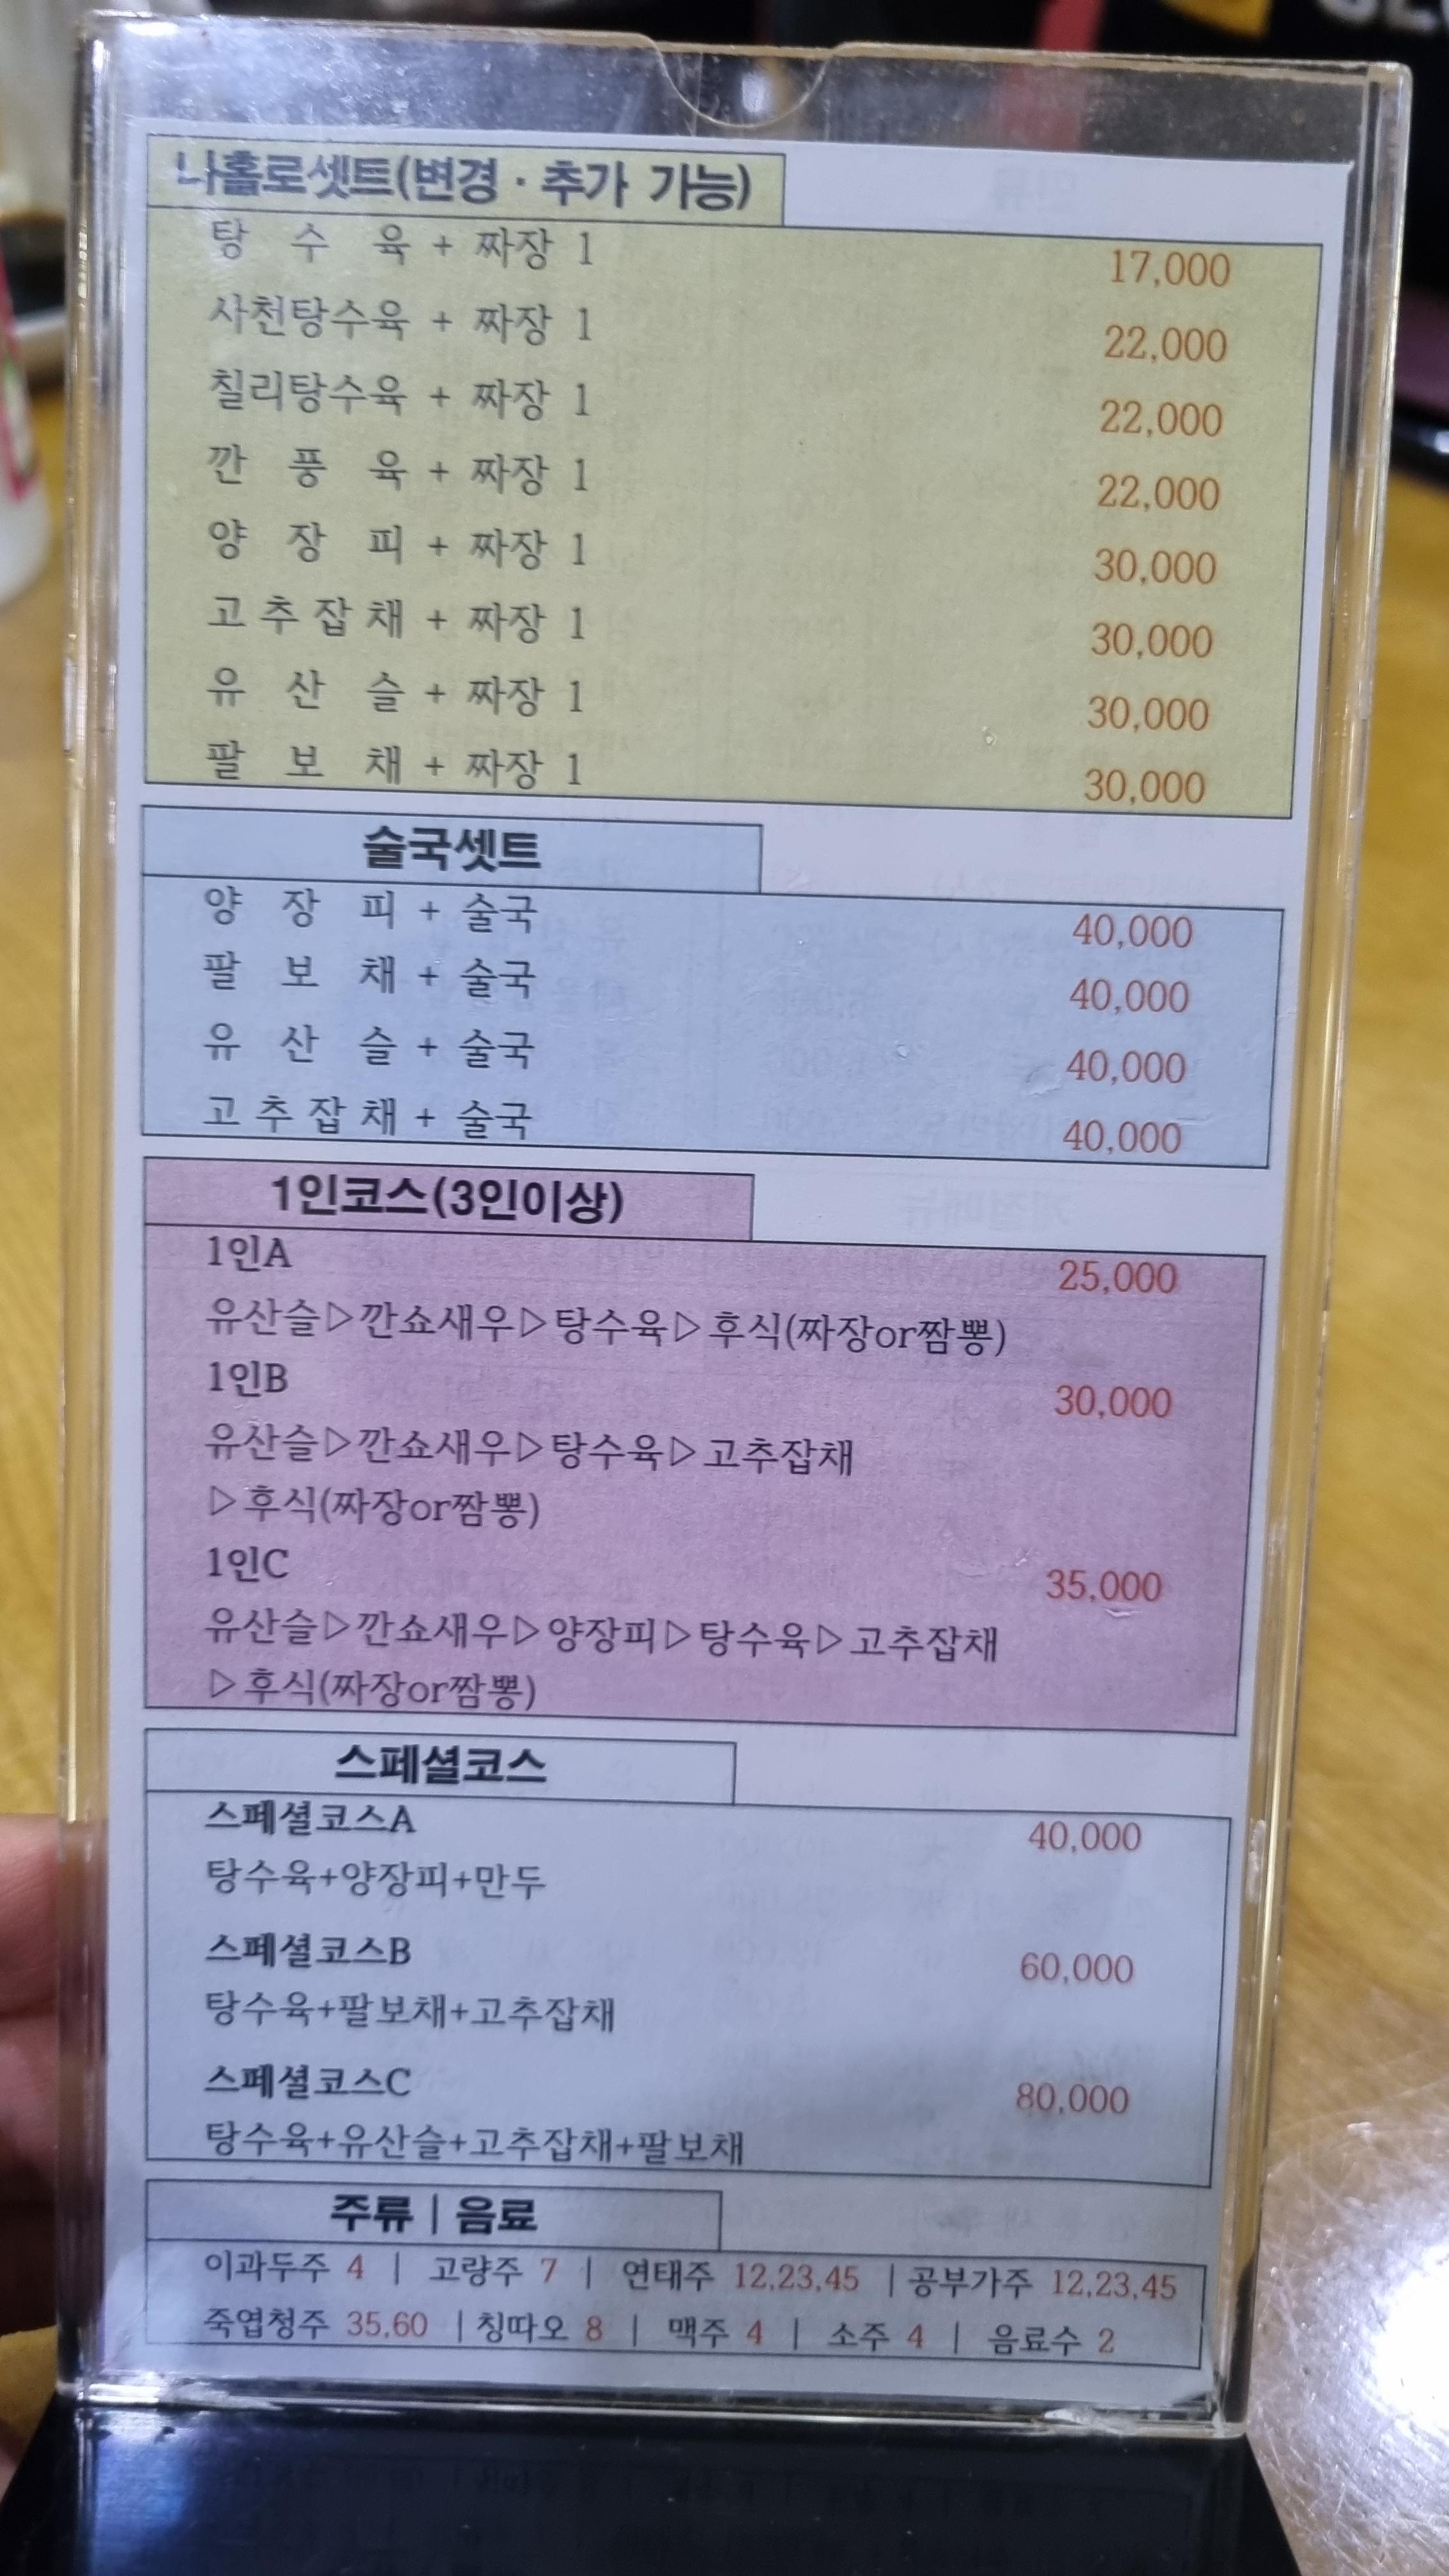 나홀로셋트(변경 · 추가 가능)
탕 수 육 + 짜장 1 17,000
사천탕수육 + 짜장 1 22,000
칠리탕수육 + 짜장 1 22,000
깐 풍 육 + 짜장 1 22,000
양 장 피 + 짜장 1 30,000
고추잡채 + 짜장 1 30,000
유 산 슬 + 짜장 1 30,000
팔 보 채 + 짜장 1 30,000
술국셋트
양 장 피 + 술국 40,000
팔 보 채 + 술국 40,000
유 산 슬 + 술국 40,000
고추잡채 + 술국 40,000
1인코스(3인이상)
1인A 25,000
유산슬▷깐쇼새우▷탕수육▷후식(짜장or짬뽕)
1인B 30,000
유산슬▷깐쇼새우▷탕수육▷고추잡채
▷후식(짜장or짬뽕)
1인C 35,000
유산슬▷깐쇼새우▷양장피▷탕수육▷고추잡채
▷후식(짜장or짬뽕)
스페셜코스
스페셜코스A 40,000
탕수육+양장피+만두
스페셜코스B 60,000
탕수육+팔보채+고추잡채
스페셜코스C 80,000
탕수육+유산슬+고추잡채+팔보채
주류 | 음료
이과두주 4 | 고량주 7 | 연태주 12,23,45 | 공부가주 12,23,45
죽엽청주 35,60 | 칭따오 8 | 맥주 4 | 소주 4 | 음료수 2